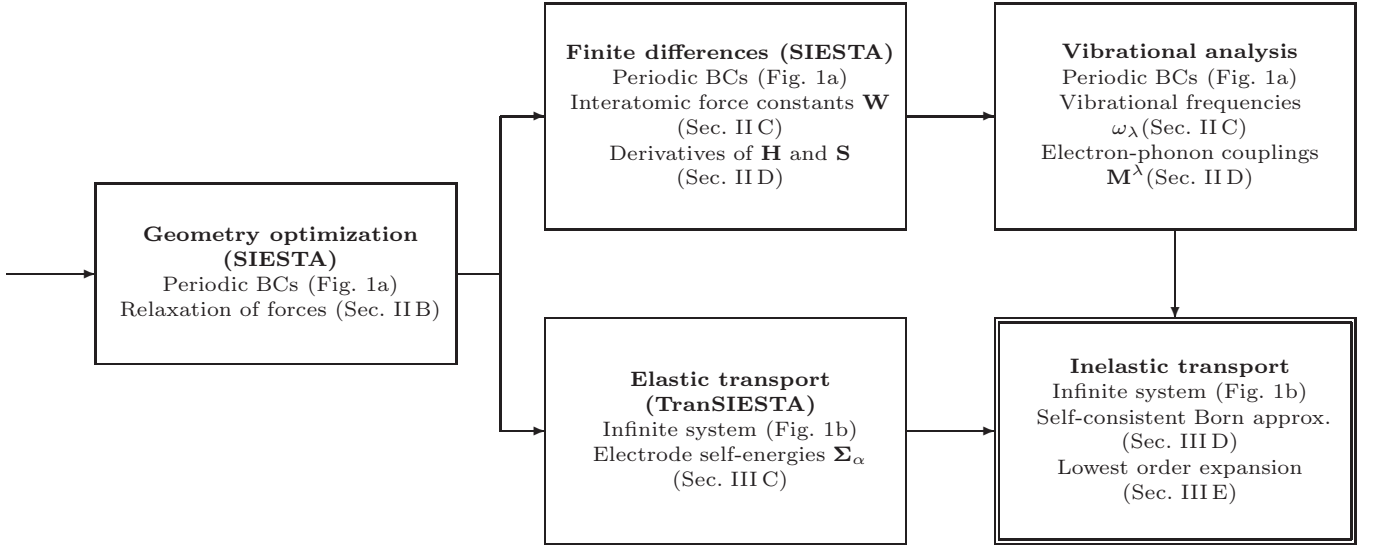 Geometry optimization
(SIESTA)
Periodic BCs (Fig. 1a)
Relaxation of forces (Sec. II B)
Finite differences (SIESTA)
Periodic BCs (Fig. 1a)
Interatomic force constants W
(Sec. II C)
Derivatives of H and S
(Sec. II D)
Vibrational analysis
Periodic BCs (Fig. 1a)
Vibrational frequencies
ω_λ(Sec. II C)
Electron-phonon couplings
M^λ(Sec. II D)
Elastic transport
(TranSIESTA)
Infinite system (Fig. 1b)
Electrode self-energies Σ_α
(Sec. III C)
Inelastic transport
Infinite system (Fig. 1b)
Self-consistent Born approx.
(Sec. III D)
Lowest order expansion
(Sec. III E)